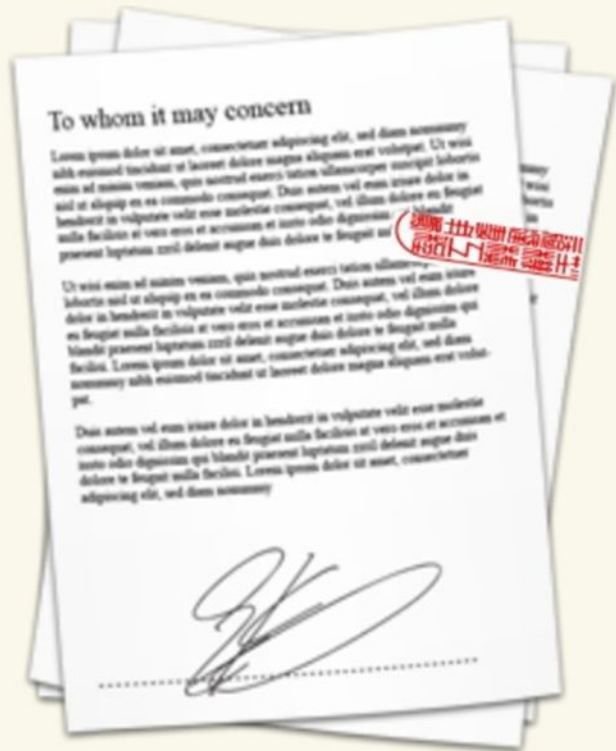 To whom it may concern
Lorem ipsum dolor sit amet, consectetuer adipiscing elit, sed diam nonummy
nibh euismod tincidunt ut laoreet dolore magna aliquam erat volutpat. Ut wisi
enim ad minim veniam, quis nostrud exerci tation ullamcorper suscipit lobortis
nisl ut aliquip ex ea commodo consequat. Duis autem vel eum iriure dolor in
hendrerit in vulputate velit esse molestie consequat, vel illum dolore eu feugiat
nulla facilisis at vero eros et accumsan et iusto odio dignissim blandit
praesent luptatum zzril delenit augue duis dolore te feugait
Ut wisi enim ad minim veniam, quis nostrud exerci tation
lobortis nisl ut aliquip ex ea commodo consequat. Duis autem vel eum iriure
dolor in hendrerit in vulputate velit esse molestie consequat, vel illum dolore
eu feugiat nulla facilisis at vero eros et accumsan et iusto odio dignissim qui
blandit praesent luptatum zzril delenit augue duis dolore te feugait nulla
facilisi. Lorem ipsum dolor sit amet, consectetuer adipiscing elit, sed diam
nonummy nibh euismod tincidunt ut laoreet dolore magna aliquam erat volut-
pat.
Duis autem vel eum iriure dolor in hendrerit in vulputate velit esse molestie
consequat, vel illum dolore eu feugiat nulla facilisis at vero eros et accumsan et
iusto odio dignissim qui blandit praesent luptatum zzril delenit augue duis
dolore te feugait nulla facilisi. Lorem ipsum dolor sit amet, consectetuer
adipiscing elit, sed diam nonummy